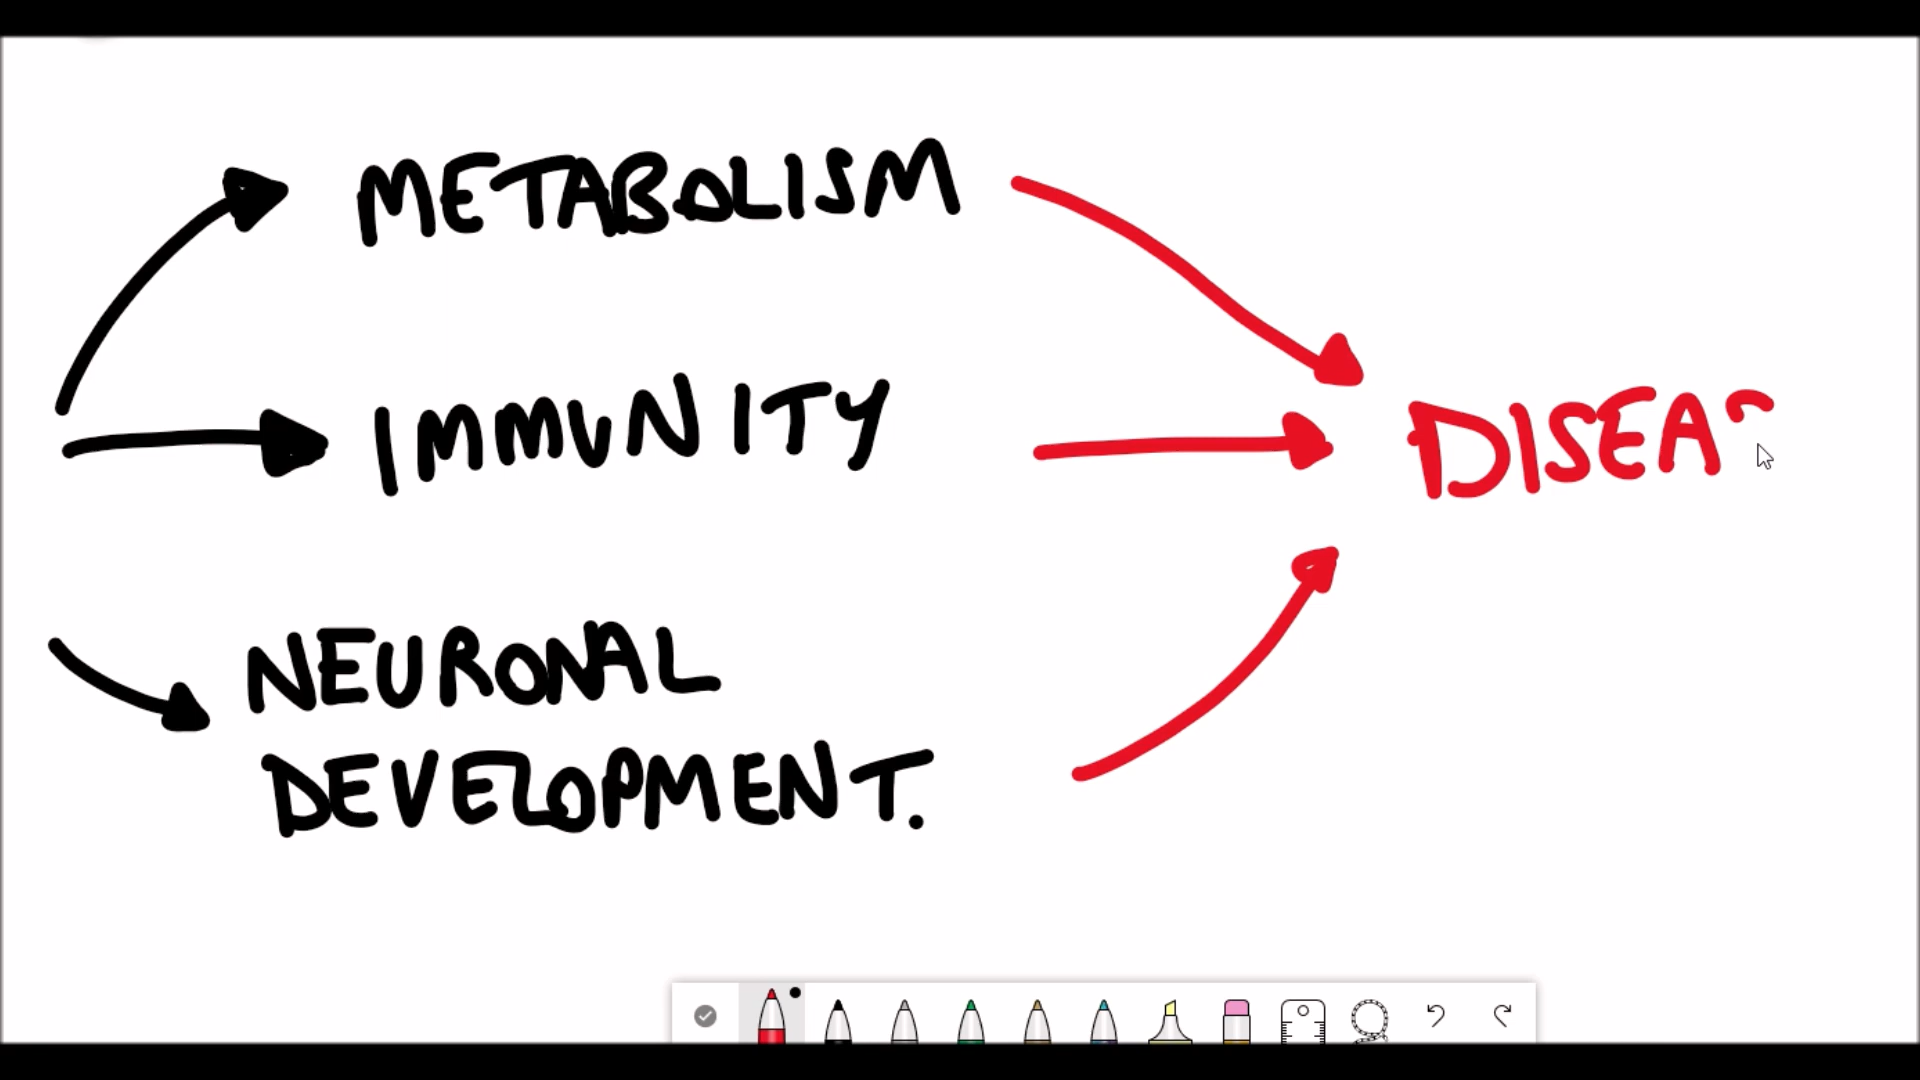 METABOLISM
IMMUNITY
DISEA
NEURONAL
DEVELOPMENT.